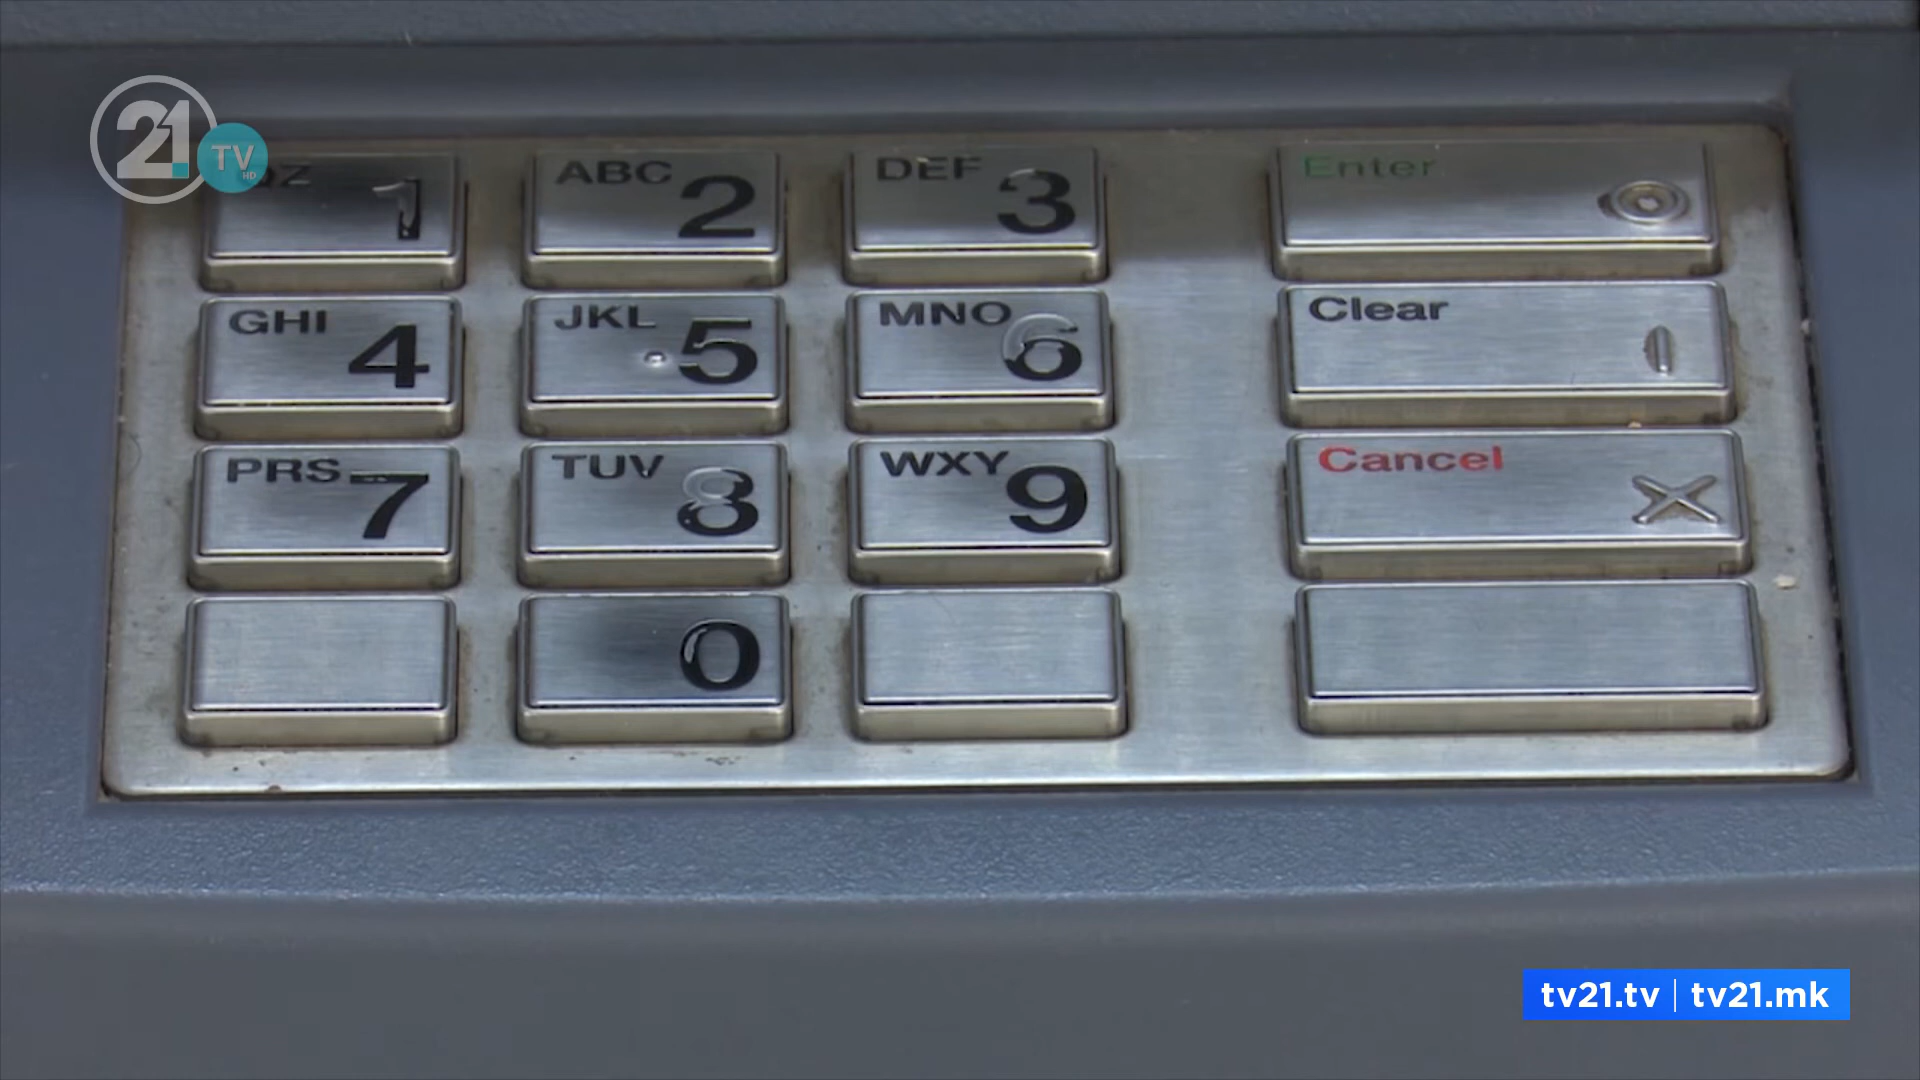 21 TV HD
QZ 1 ABC 2 DEF 3 Enter
GHI 4 JKL 5 MNO 6 Clear
PRS 7 TUV 8 WXY 9 Cancel
0
tv21.tv | tv21.mk